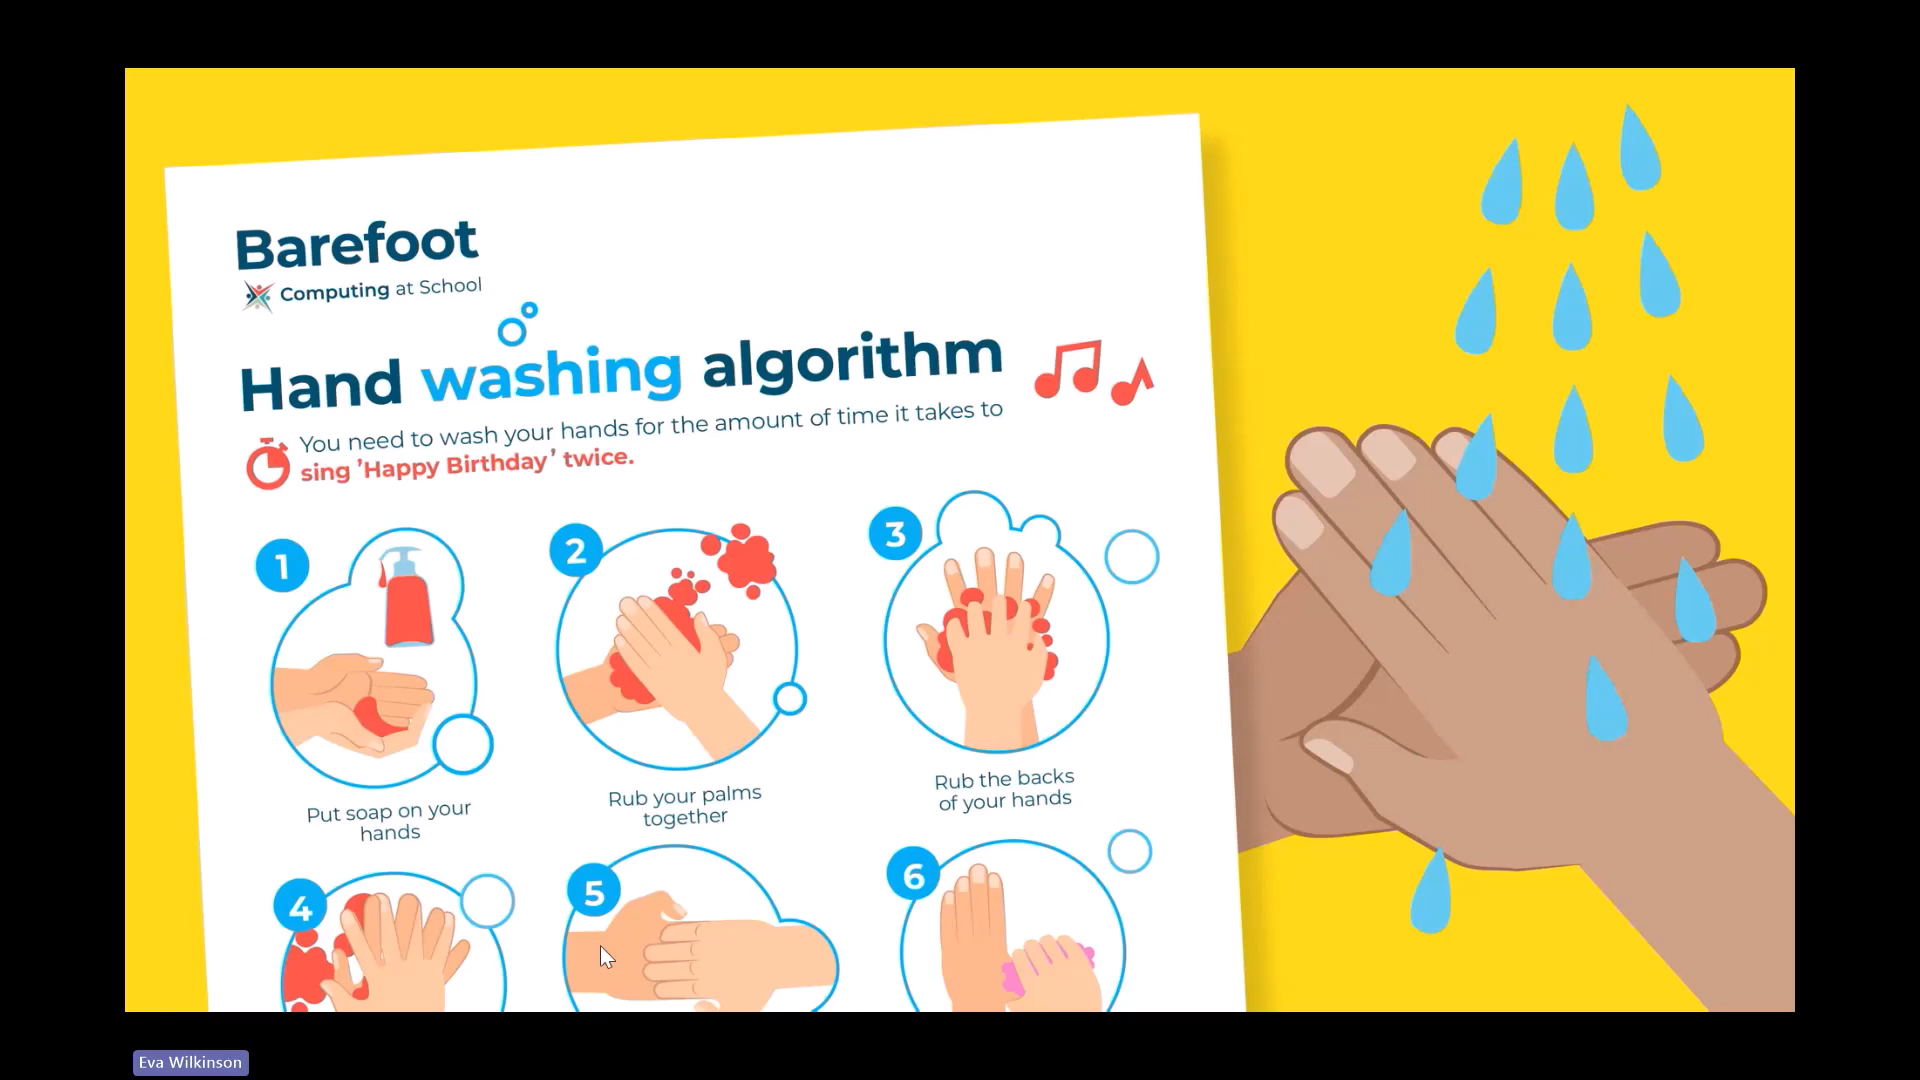 Barefoot
Computing at School
Hand washing algorithm
You need to wash your hands for the amount of time it takes to
sing 'Happy Birthday' twice.
1
2
3
Put soap on your
hands
Rub your palms
together
Rub the backs
of your hands
4
5
6
Eva Wilkinson